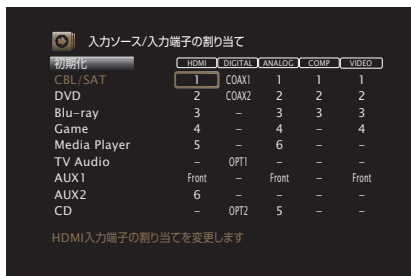 入力ソース/入力端子の割り当て
初期化 HDMI DIGITAL ANALOG COMP VIDEO
CBL/SAT 1 COAX1 1 1 1
DVD 2 COAX2 2 2 2
Blu-ray 3 – 3 3 3
Game 4 – 4 – 4
Media Player 5 – 6 – –
TV Audio – OPT1 – – –
AUX1 Front – Front – Front
AUX2 6 – – – –
CD – OPT2 5 – –
HDMI入力端子の割り当てを変更します